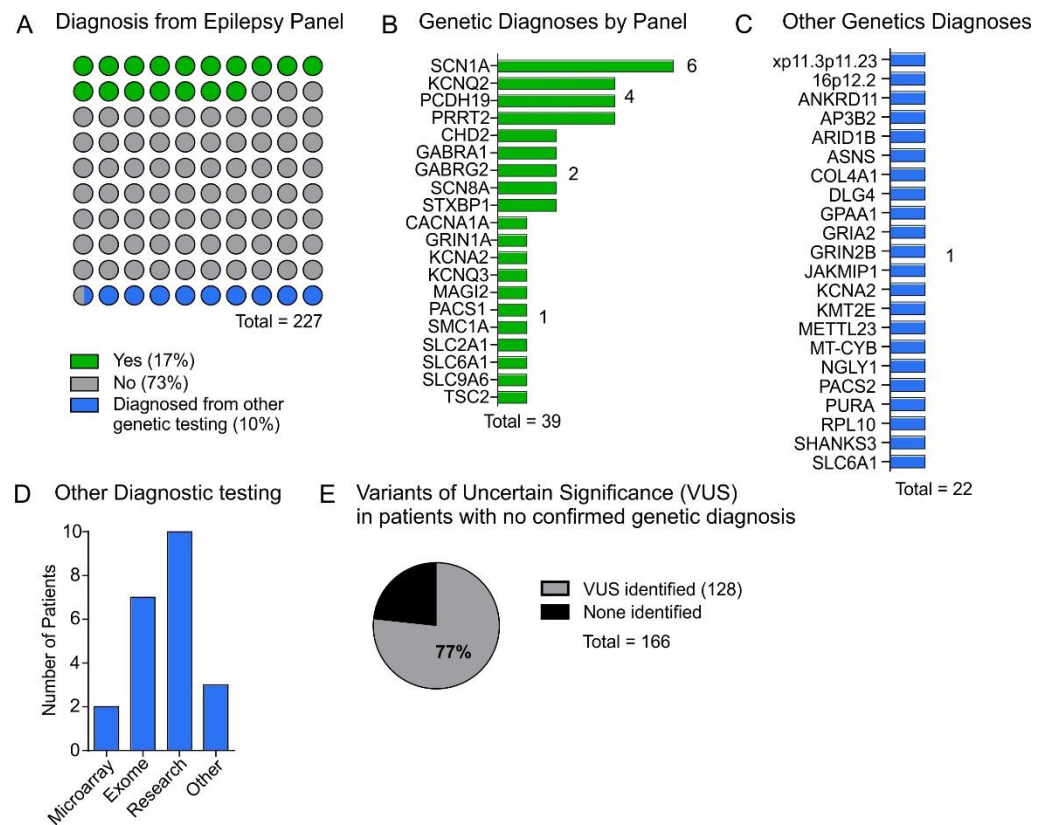 A Diagnosis from Epilepsy Panel
Total = 227
Yes (17%)
No (73%)
Diagnosed from other
genetic testing (10%)
B Genetic Diagnoses by Panel
SCN1A
KCNQ2
PCDH19
PRRT2
CHD2
GABRA1
GABRG2
SCN8A
STXBP1
CACNA1A
GRIN1A
KCNA2
KCNQ3
MAGI2
PACS1
SMC1A
SLC2A1
SLC6A1
SLC9A6
TSC2
6
4
2
1
Total = 39
C Other Genetics Diagnoses
xp11.3p11.23
16p12.2
ANKRD11
AP3B2
ARID1B
ASNS
COL4A1
DLG4
GPAA1
GRIA2
GRIN2B
JAKMIP1
KCNA2
KMT2E
METTL23
MT-CYB
NGLY1
PACS2
PURA
RPL10
SHANKS3
SLC6A1
1
Total = 22
D Other Diagnostic testing
Number of Patients
10
8
6
4
2
0
Microarray
Exome
Research
Other
E Variants of Uncertain Significance (VUS)
in patients with no confirmed genetic diagnosis
77%
VUS identified (128)
None identified
Total = 166